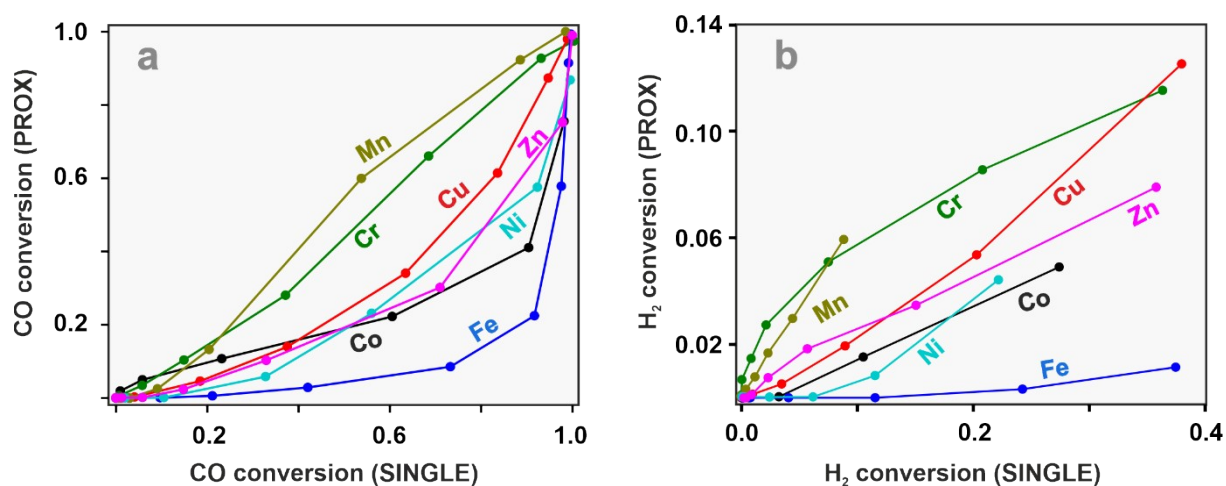 a
1.0
0.6
0.2
CO conversion (PROX)
Mn
Cr
Cu
Ni
Zn
Co
Fe
0.2
0.6
1.0
CO conversion (SINGLE)
b
0.14
0.10
0.06
0.02
H₂ conversion (PROX)
Cr
Cu
Zn
Mn
Co
Ni
Fe
0.0
0.2
0.4
H₂ conversion (SINGLE)